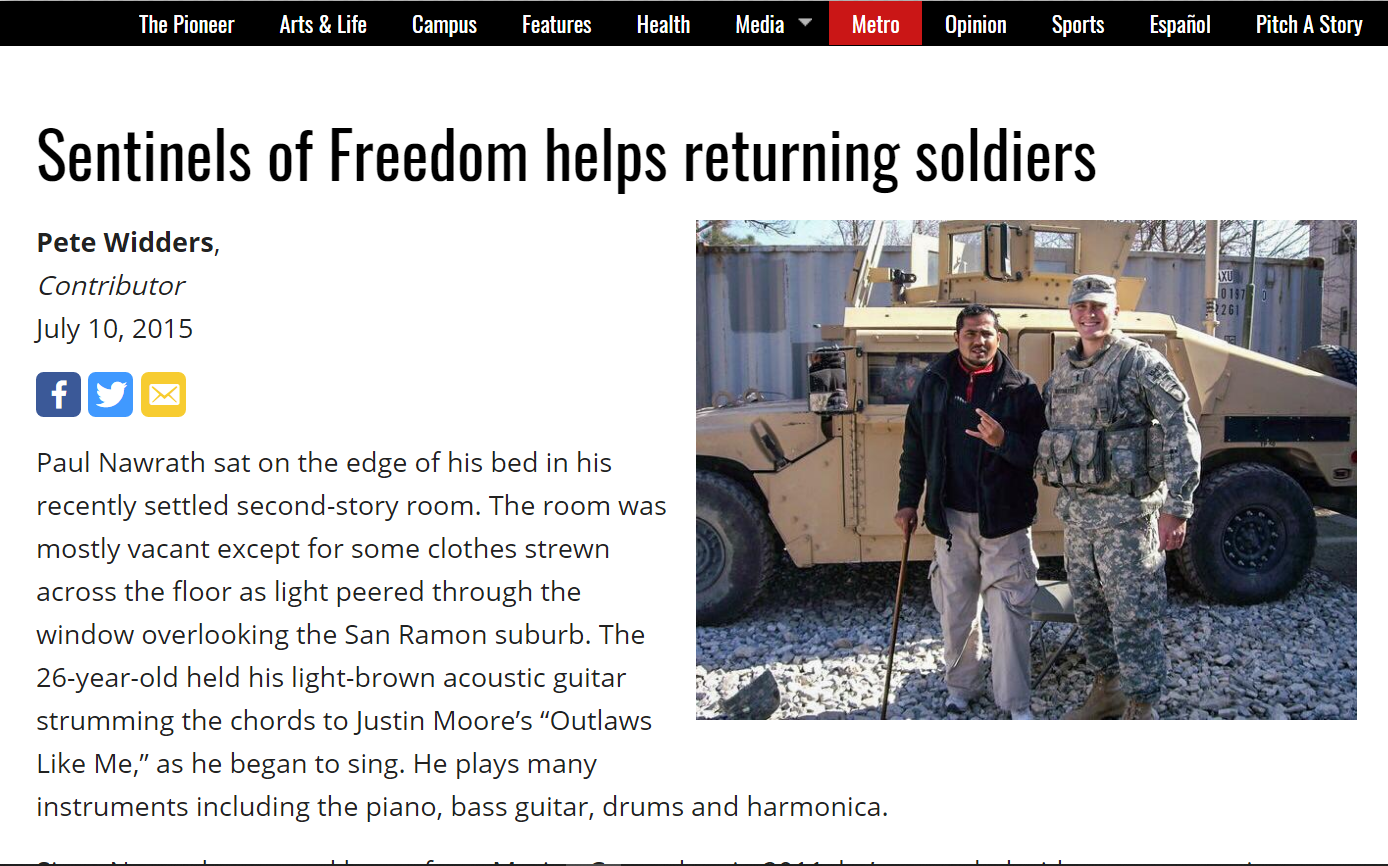 The Pioneer Arts & Life Campus Features Health Media Metro Opinion Sports Español Pitch A Story
Sentinels of Freedom helps returning soldiers
Pete Widders,
Contributor
July 10, 2015
Paul Nawrath sat on the edge of his bed in his
recently settled second-story room. The room was
mostly vacant except for some clothes strewn
across the floor as light peered through the
window overlooking the San Ramon suburb. The
26-year-old held his light-brown acoustic guitar
strumming the chords to Justin Moore’s “Outlaws
Like Me,” as he began to sing. He plays many
instruments including the piano, bass guitar, drums and harmonica.
AXU
2261